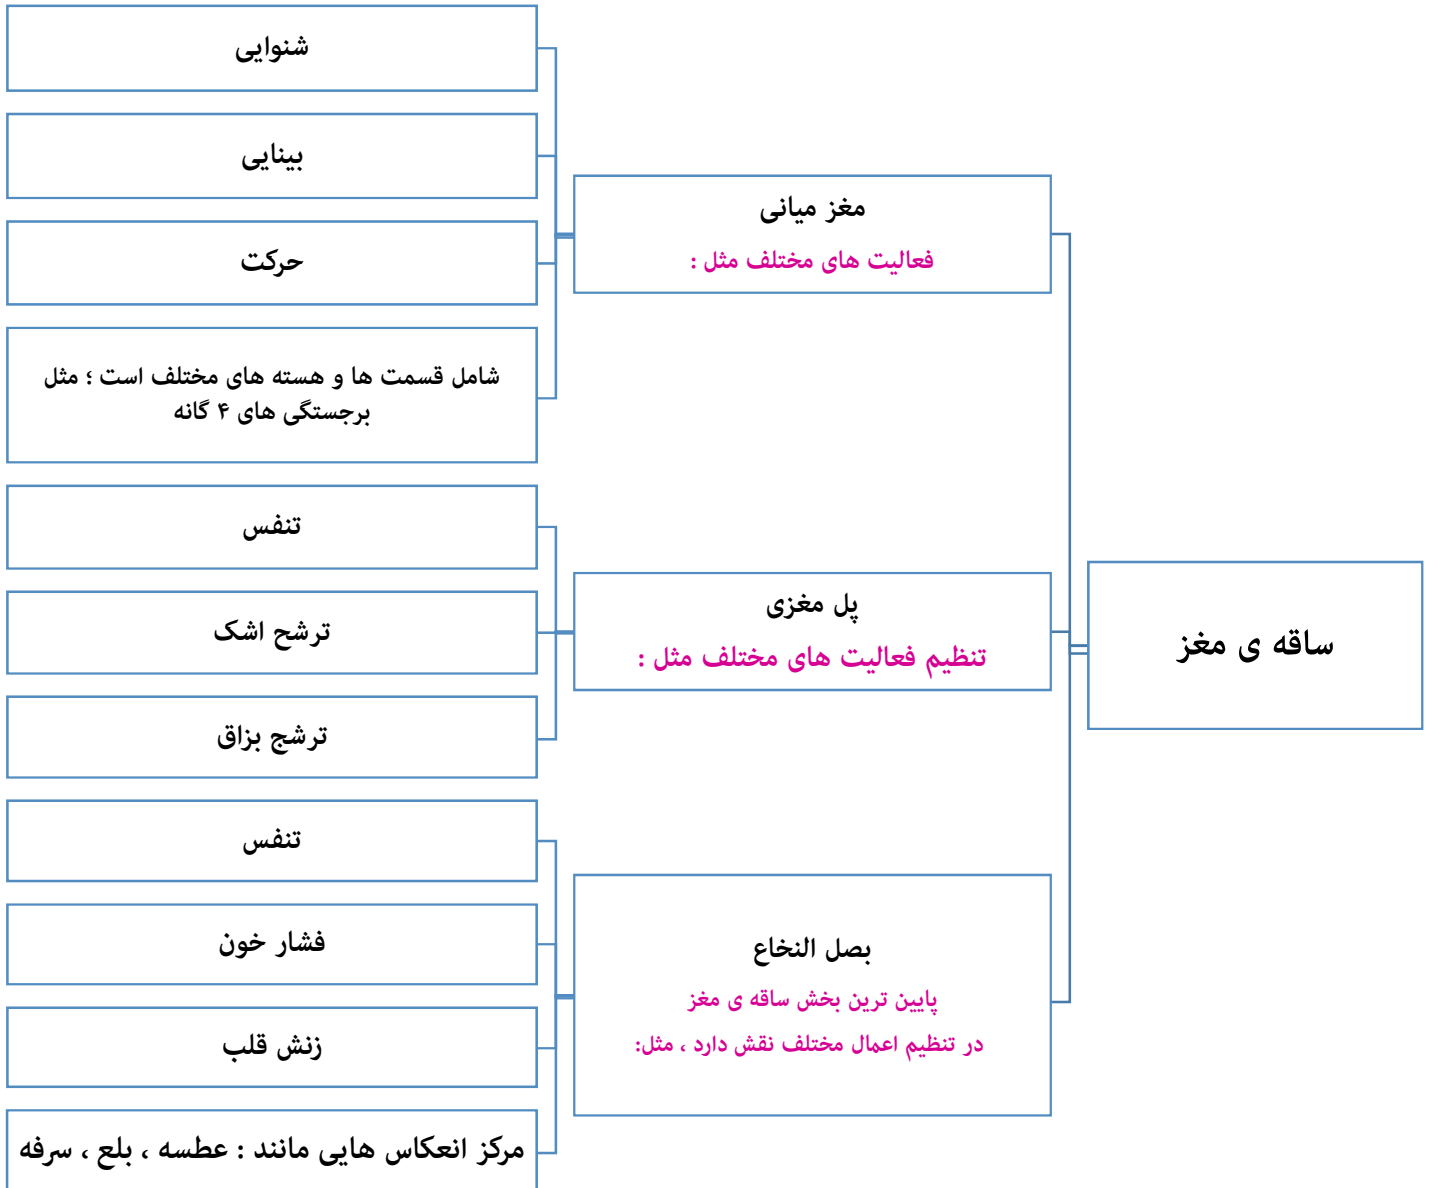 ساقه ی مغز
مغز میانی
فعالیت های مختلف مثل :
شنوایی
بینایی
حرکت
شامل قسمت ها و هسته های مختلف است ؛ مثل
برجستگی های ۴ گانه
پل مغزی
تنظیم فعالیت های مختلف مثل :
تنفس
ترشح اشک
ترشج بزاق
بصل النخاع
پایین ترین بخش ساقه ی مغز
در تنظیم اعمال مختلف نقش دارد ، مثل:
تنفس
فشار خون
زنش قلب
مرکز انعکاس هایی مانند : عطسه ، بلع ، سرفه